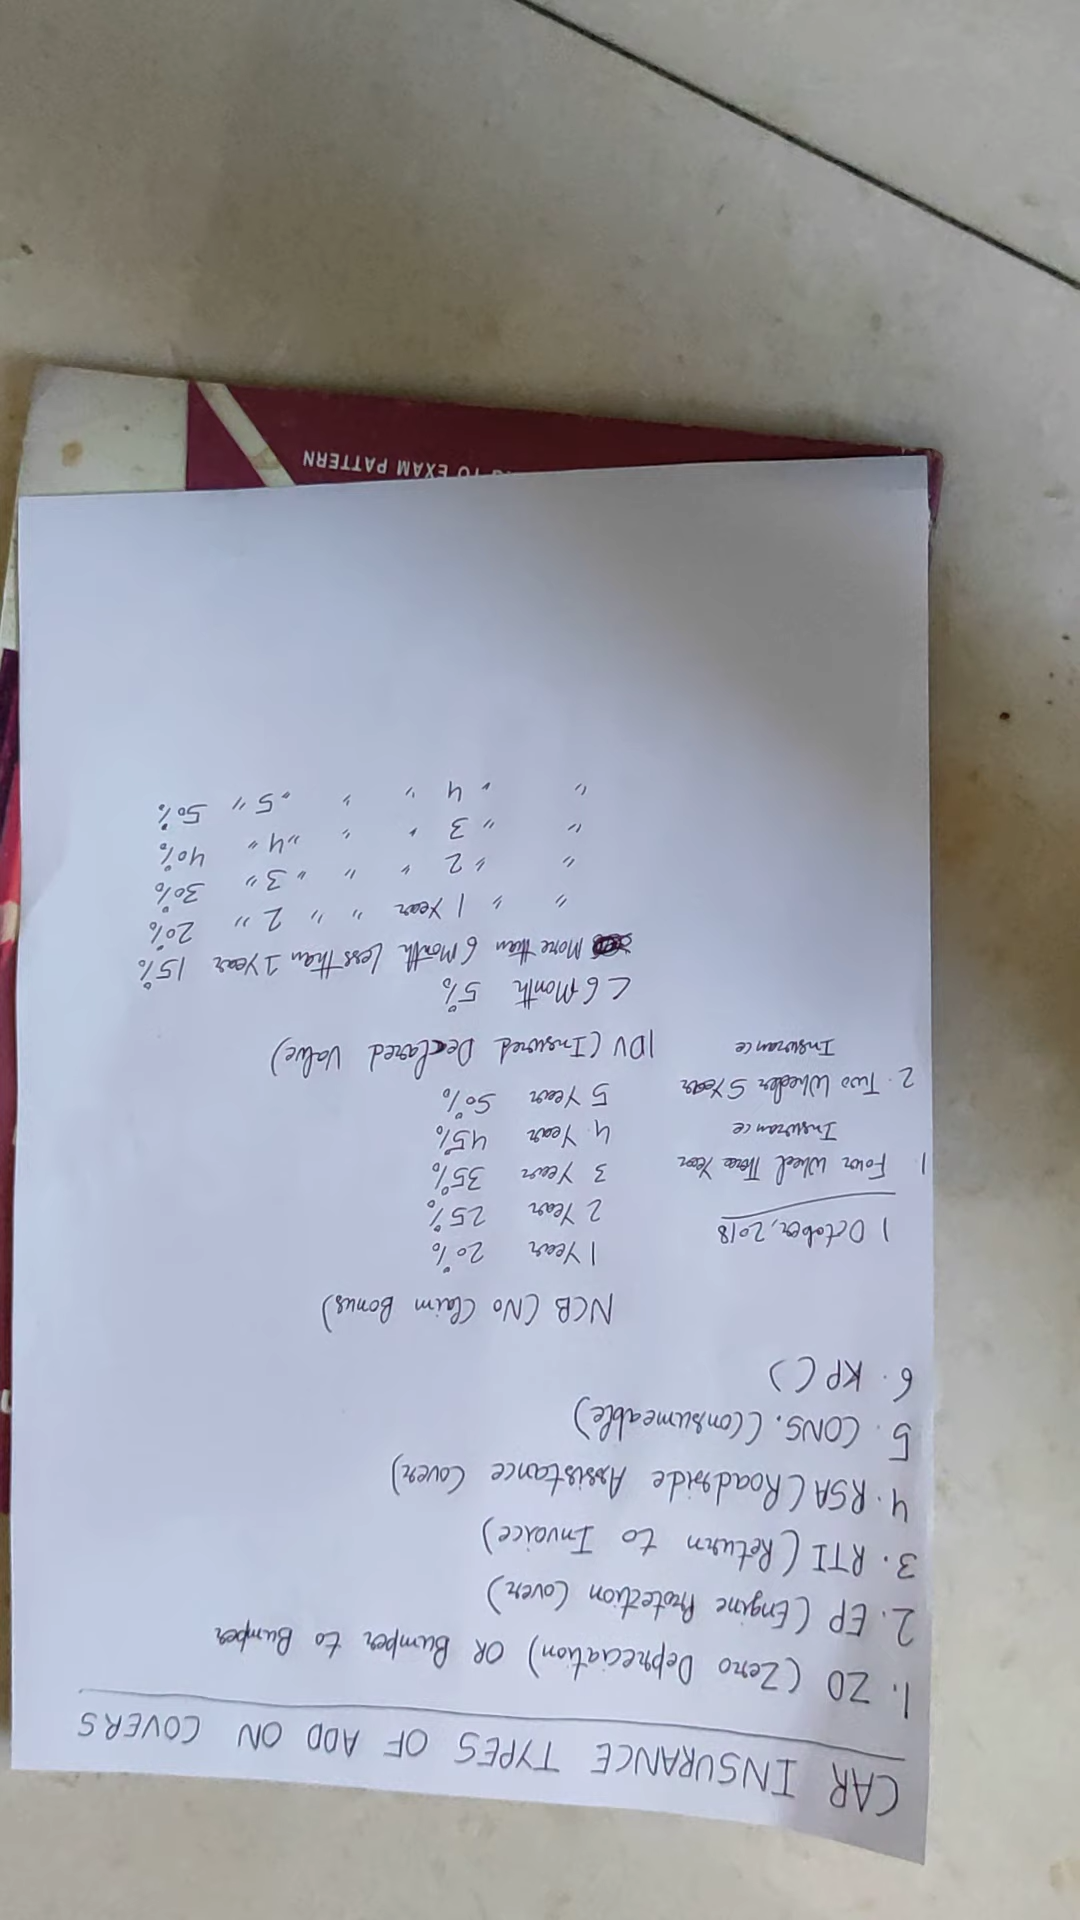 CAR INSURANCE TYPES OF ADD ON COVERS
1. ZD (Zero Depreciation) OR Bumper to Bumper
2. EP (Engine Protection Cover)
3. RTI (Return to Invoice)
4. RSA (Roadside Assistance Cover)
5. CONS. (Consumeable)
6. KP ( )
NCB (No Claim Bonus)
1 Year 20%
2 Year 25%
3 Year 35%
4 Year 45%
5 Year 50%
1 October, 2018
1 Four Wheel Three Year
Insurance
2. Two Wheeler 5 Year
Insurance
IDV (Insured Declared Value)
< 6 Month 5%
More than 6 Month Less than 1 Year 15%
" " 1 Year " " 2 " 20%
" " 2 " " " 3 " 30%
" " 3 " " " 4 " 40%
" " 4 " " " 5 " 50%
TO EXAM PATTERN